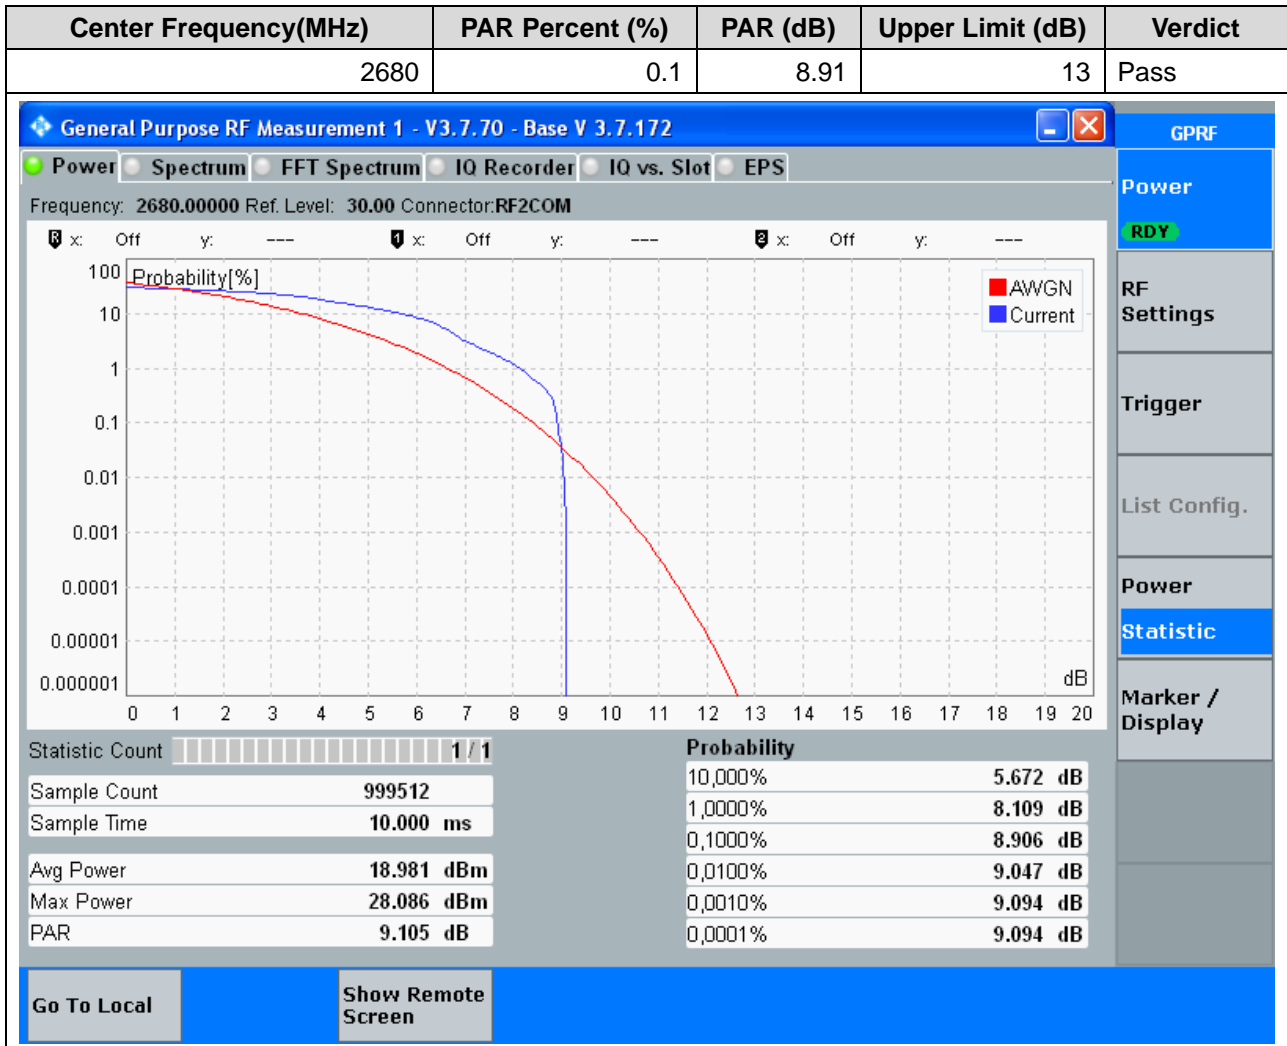 Center Frequency(MHz) PAR Percent (%) PAR (dB) Upper Limit (dB) Verdict
2680 0.1 8.91 13 Pass
General Purpose RF Measurement 1 - V3.7.70 - Base V 3.7.172
GPRF
Power Spectrum FFT Spectrum IQ Recorder IQ vs. Slot EPS
Power
RDY
Frequency: 2680.00000 Ref. Level: 30.00 Connector:RF2COM
R x: Off y: --- 1 x: Off y: --- 2 x: Off y: ---
Probability[%]
AWGN
Current
100
10
1
0.1
0.01
0.001
0.0001
0.00001
0.000001
dB
0 1 2 3 4 5 6 7 8 9 10 11 12 13 14 15 16 17 18 19 20
RF
Settings
Trigger
List Config.
Power
Statistic
Marker /
Display
Statistic Count 1 / 1
Sample Count 999512
Sample Time 10.000 ms
Avg Power 18.981 dBm
Max Power 28.086 dBm
PAR 9.105 dB
Probability
10,000% 5.672 dB
1,0000% 8.109 dB
0,1000% 8.906 dB
0,0100% 9.047 dB
0,0010% 9.094 dB
0,0001% 9.094 dB
Go To Local
Show Remote
Screen